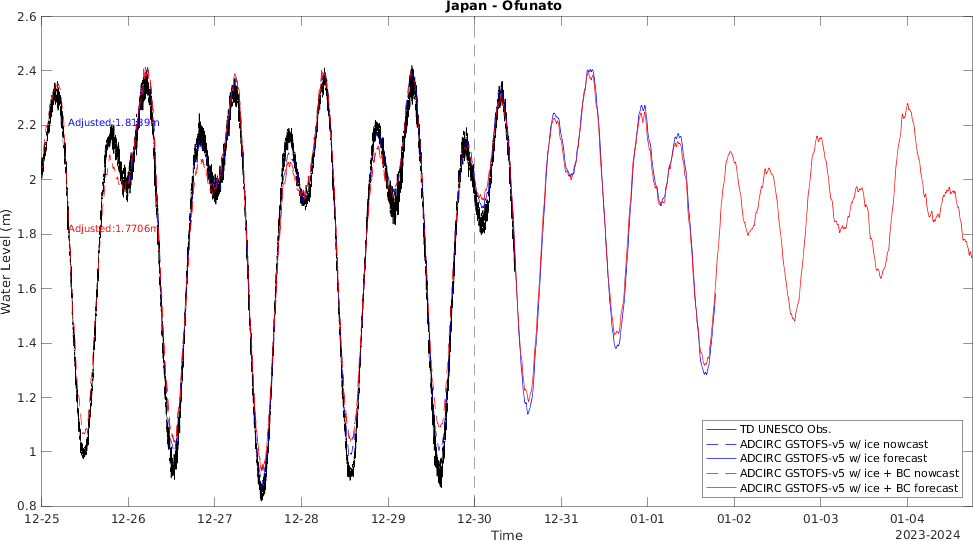 Japan - Ofunato
2.6
2.4
2.2
2
1.8
1.6
1.4
1.2
1
0.8
Water Level (m)
Adjusted:1.8189m
Adjusted:1.7706m
TD UNESCO Obs.
ADCIRC GSTOFS-v5 w/ ice nowcast
ADCIRC GSTOFS-v5 w/ ice forecast
ADCIRC GSTOFS-v5 w/ ice + BC nowcast
ADCIRC GSTOFS-v5 w/ ice + BC forecast
12-25 12-26 12-27 12-28 12-29 12-30 12-31 01-01 01-02 01-03 01-04
Time
2023-2024